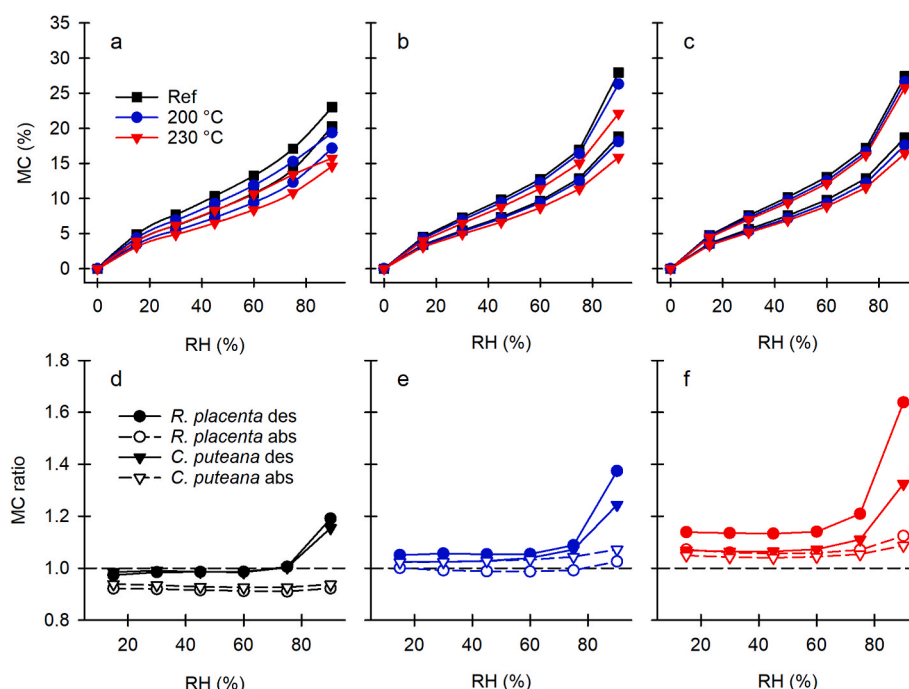 a
b
c
35
30
25
20
15
10
5
0
MC (%)
Ref
200 °C
230 °C
0 20 40 60 80
0 20 40 60 80
0 20 40 60 80
RH (%)
RH (%)
RH (%)
d
e
f
1.8
1.6
1.4
1.2
1.0
0.8
MC ratio
R. placenta des
R. placenta abs
C. puteana des
C. puteana abs
20 40 60 80
20 40 60 80
20 40 60 80
RH (%)
RH (%)
RH (%)